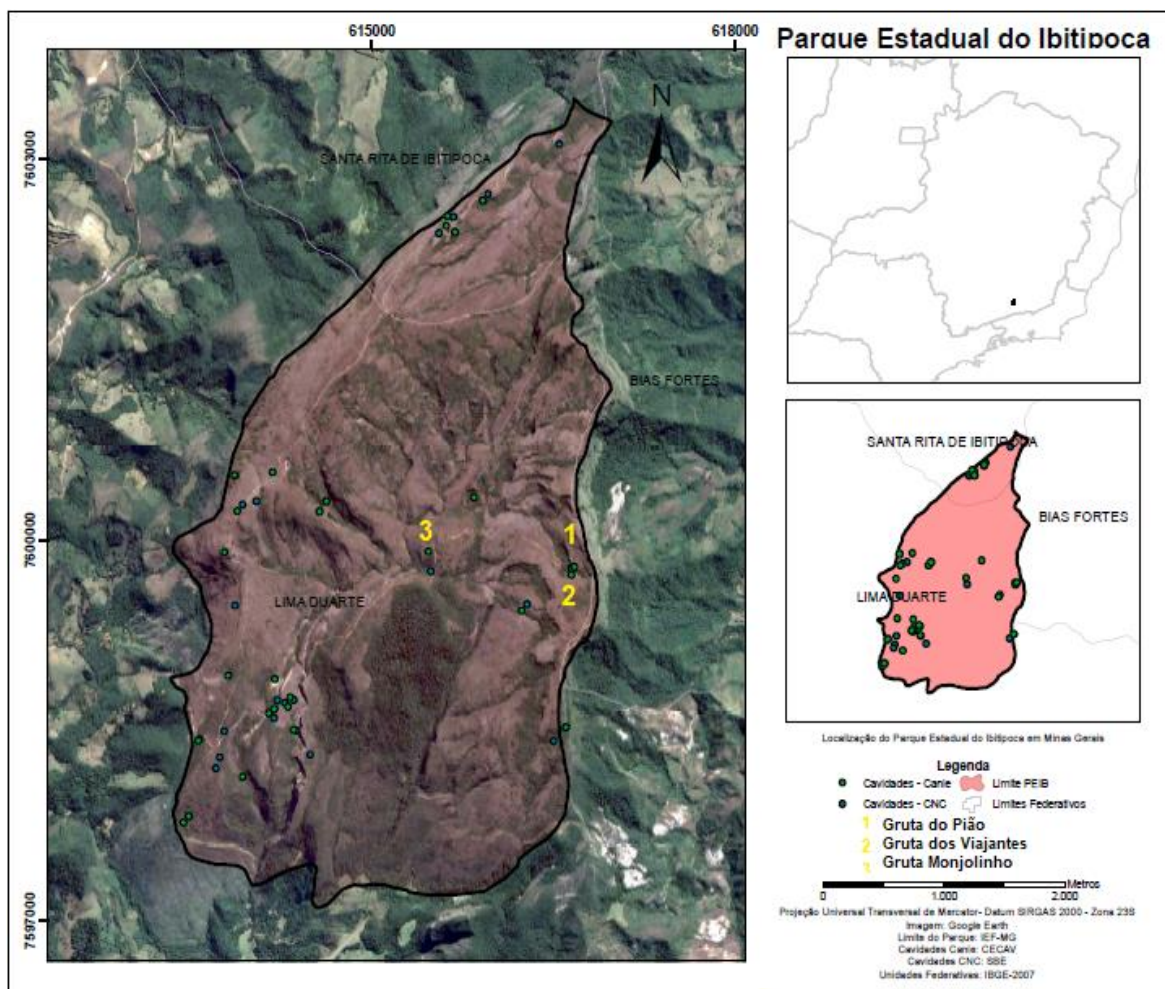 615000
618000
Parque Estadual do Ibitipoca
N
7603000
SANTA RITA DE IBITIPOCA
BIAS FORTES
7600000
3
1
2
LIMA DUARTE
7597000
SANTA RITA DE IBITIPOCA
BIAS FORTES
LIMA DUARTE
Localização do Parque Estadual do Ibitipoca em Minas Gerais
Legenda
Cavidades - Canie
Limite PEIB
Cavidades - CNC
Limites Federativos
1 Gruta do Pião
2 Gruta dos Viajantes
3 Gruta Monjolinho
Metros
0 1.000 2.000
Projeção Universal Transversal de Mercator- Datum SIRGAS 2000 - Zona 23S
Imagem: Google Earth
Limite do Parque: IEF-MG
Cavidades Canie: CECAV
Cavidades CNC: SBE
Unidades Federativas: IBGE-2007